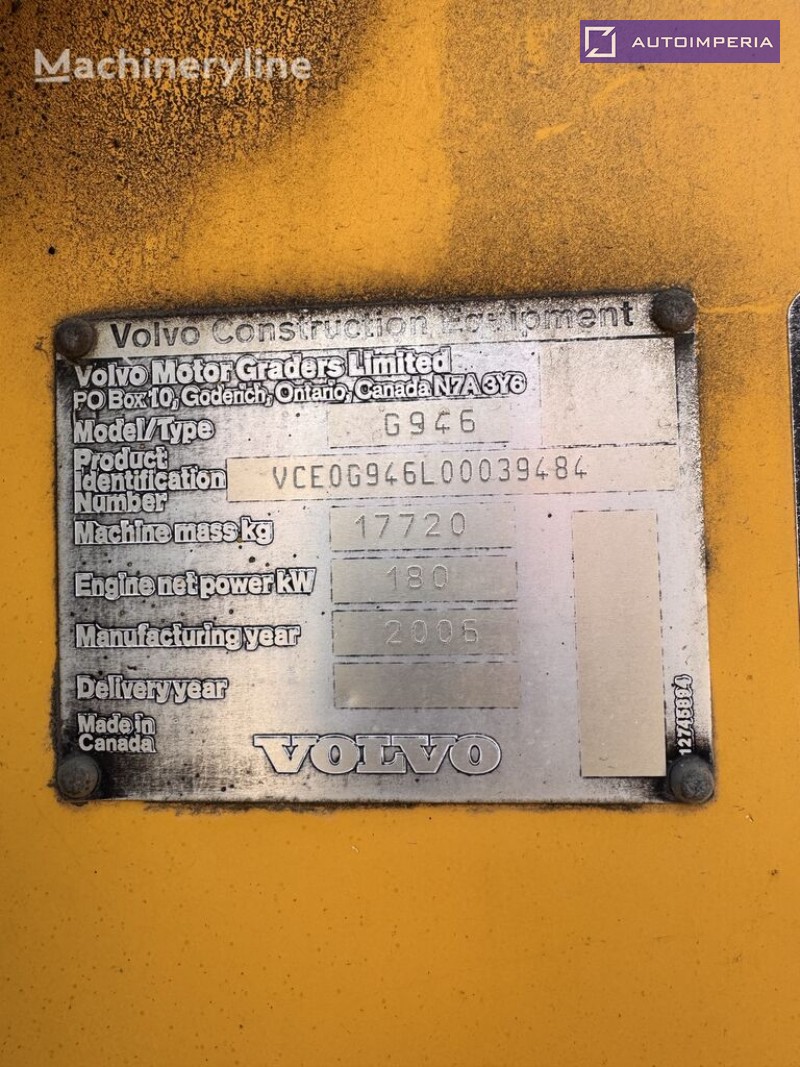 Machineryline
AUTOIMPERIA
Volvo Construction Equipment
Volvo Motor Graders Limited
PO Box 10, Goderich, Ontario, Canada N7A 3Y6
Model/Type G946
Product
Identification VCE0G946L00039484
Number
Machine mass kg 17720
Engine net power kW 180
Manufacturing year 2006
Delivery year
Made in
Canada
VOLVO
12746894